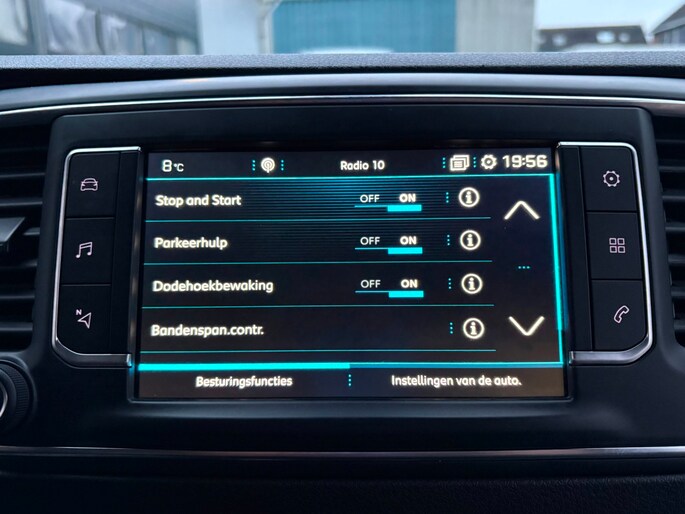 8°C Radio 10 19:56
Stop and Start OFF ON
Parkeerhulp OFF ON
Dodehoekbewaking OFF ON
Bandenspan.contr.
Besturingsfuncties Instellingen van de auto.
N